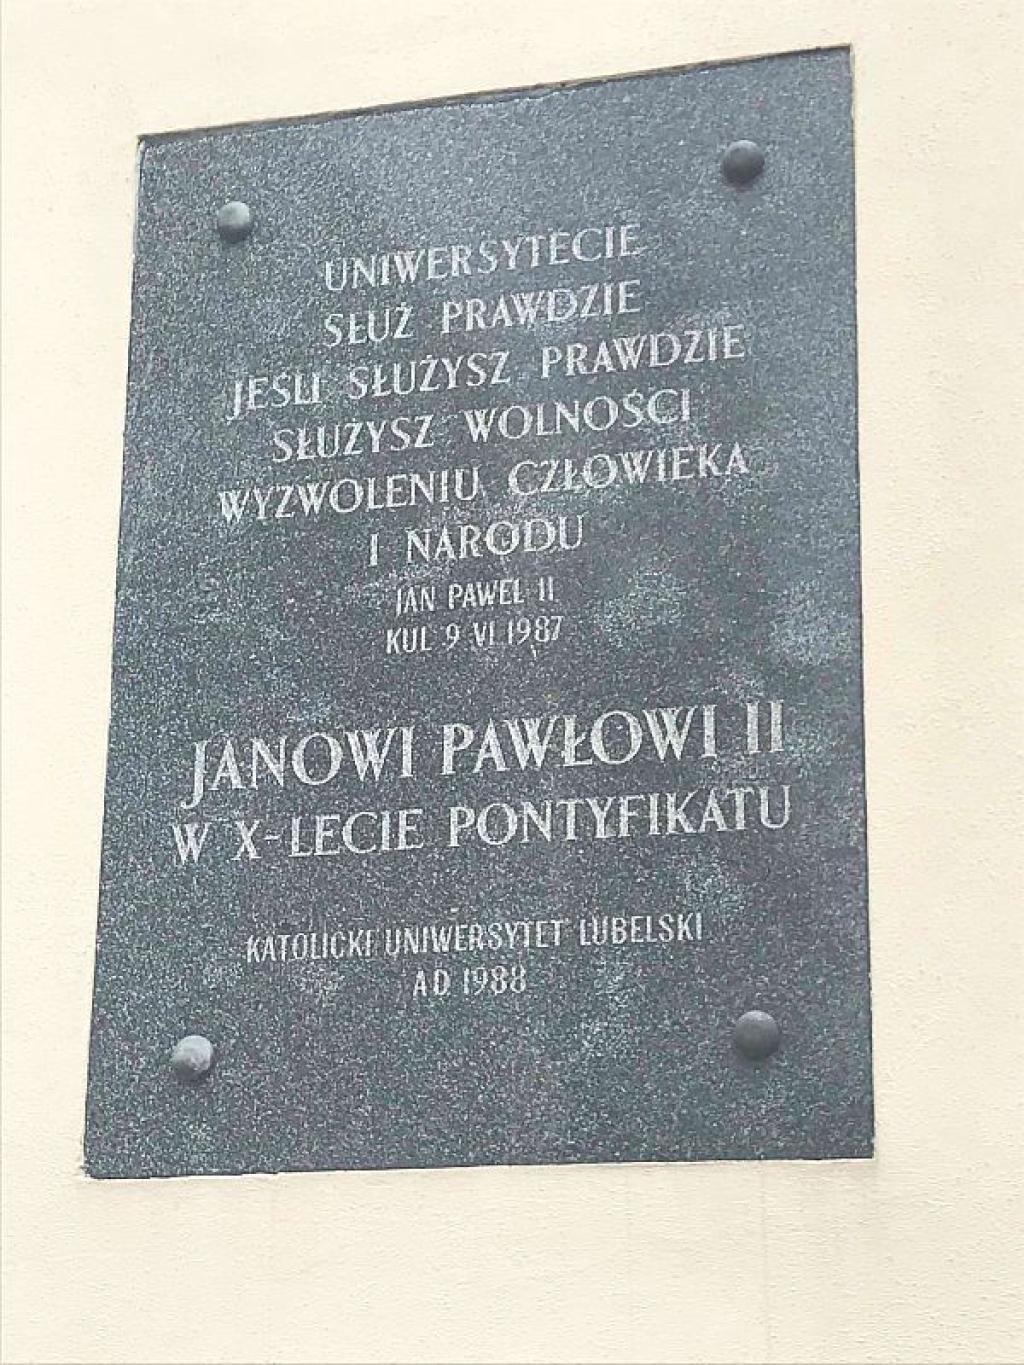 UNIWERSYTECIE
SŁUŻ PRAWDZIE
JEŚLI SŁUŻYSZ PRAWDZIE
SŁUŻYSZ WOLNOŚCI
WYZWOLENIU CZŁOWIEKA
I NARODU
JAN PAWEŁ II
KUL 9 VI 1987
JANOWI PAWŁOWI II
W X-LECIE PONTYFIKATU
KATOLICKI UNIWERSYTET LUBELSKI
AD 1988